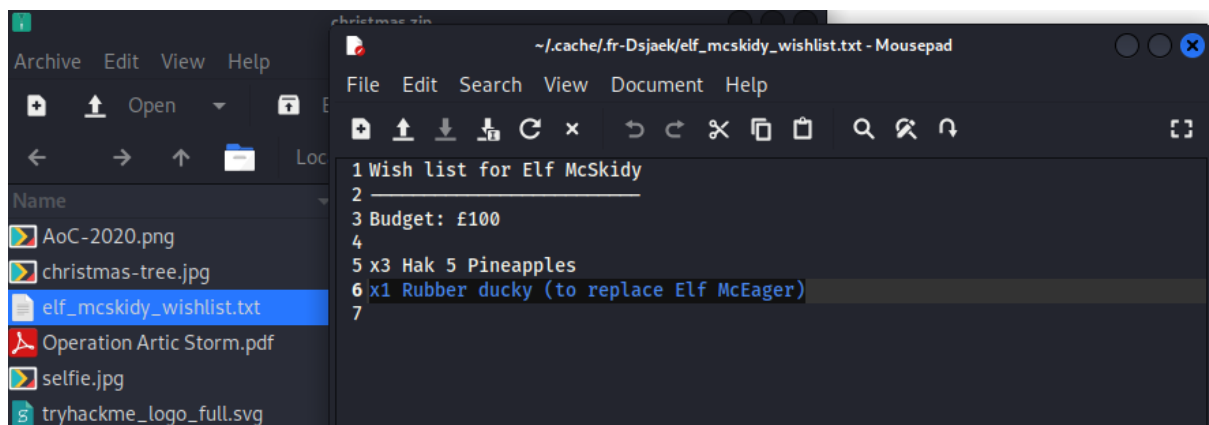 christmas.zip
Archive Edit View Help
Open
Name
AoC-2020.png
christmas-tree.jpg
elf_mcskidy_wishlist.txt
Operation Artic Storm.pdf
selfie.jpg
tryhackme_logo_full.svg
~/.cache/.fr-Dsjaek/elf_mcskidy_wishlist.txt - Mousepad
File Edit Search View Document Help
1 Wish list for Elf McSkidy
2 ──────────────────────────
3 Budget: £100
4
5 x3 Hak 5 Pineapples
6 x1 Rubber ducky (to replace Elf McEager)
7